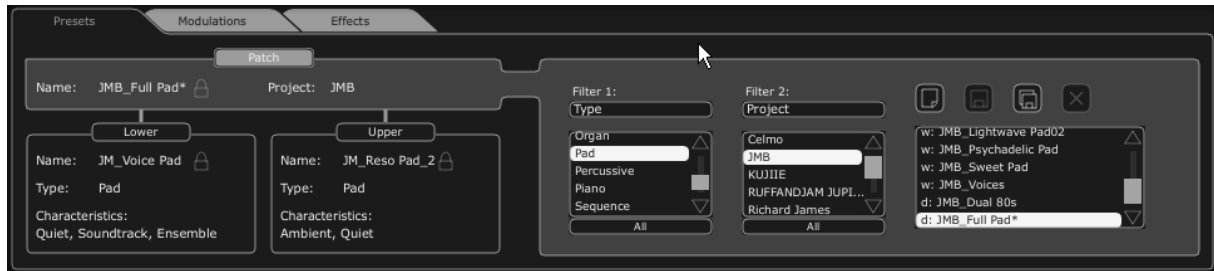 Presets Modulations Effects
Patch
Name: JMB_Full Pad* Project: JMB
Lower
Name: JM_Voice Pad
Type: Pad
Characteristics:
Quiet, Soundtrack, Ensemble
Upper
Name: JM_Reso Pad_2
Type: Pad
Characteristics:
Ambient, Quiet
Filter 1:
Type
Organ
Pad
Percussive
Piano
Sequence
All
Filter 2:
Project
Celmo
JMB
KUJIIE
RUFFANDJAM JUPI...
Richard James
All
w: JMB_Lightwave Pad02
w: JMB_Psychadelic Pad
w: JMB_Sweet Pad
w: JMB_Voices
d: JMB_Dual 80s
d: JMB_Full Pad*